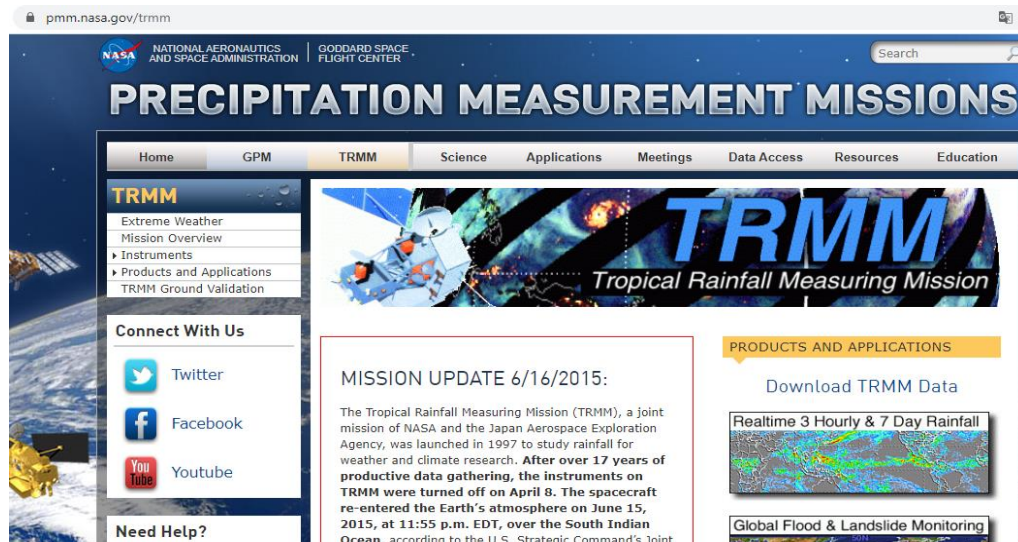 pmm.nasa.gov/trmm
NASA
NATIONAL AERONAUTICS
AND SPACE ADMINISTRATION
GODDARD SPACE
FLIGHT CENTER
Search
PRECIPITATION MEASUREMENT MISSIONS
Home GPM TRMM Science Applications Meetings Data Access Resources Education
TRMM
Extreme Weather
Mission Overview
Instruments
Products and Applications
TRMM Ground Validation
Connect With Us
Twitter
Facebook
You
Tube
Youtube
Need Help?
TRMM
Tropical Rainfall Measuring Mission
MISSION UPDATE 6/16/2015:
The Tropical Rainfall Measuring Mission (TRMM), a joint
mission of NASA and the Japan Aerospace Exploration
Agency, was launched in 1997 to study rainfall for
weather and climate research. After over 17 years of
productive data gathering, the instruments on
TRMM were turned off on April 8. The spacecraft
re-entered the Earth's atmosphere on June 15,
2015, at 11:55 p.m. EDT, over the South Indian
Ocean, according to the U.S. Strategic Command's Joint
PRODUCTS AND APPLICATIONS
Download TRMM Data
Realtime 3 Hourly & 7 Day Rainfall
Global Flood & Landslide Monitoring
50N